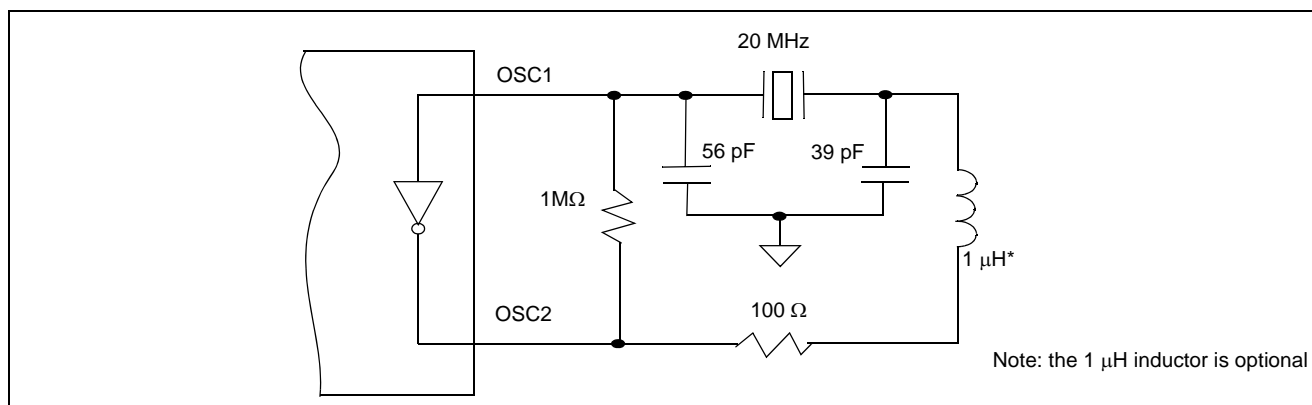 20 MHz
OSC1
56 pF
39 pF
1MΩ
1 μH*
OSC2
100 Ω
Note: the 1 μH inductor is optional